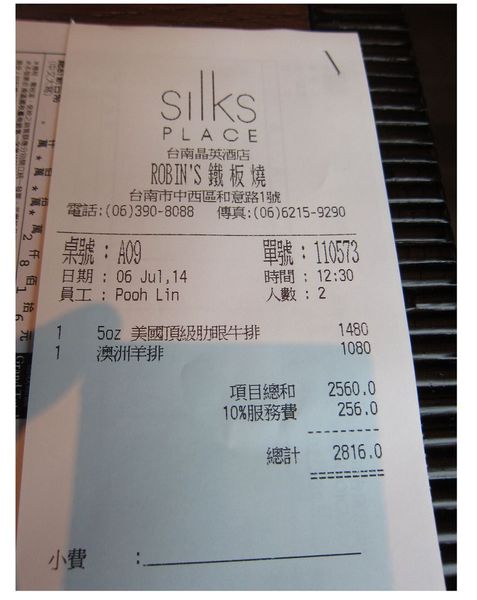 silks
PLACE
台南晶英酒店
ROBIN'S 鐵板燒
台南市中西區和意路1號
電話:(06)390-8088 傳真:(06)6215-9290
桌號：A09 單號：110573
日期：06 Jul,14 時間：12:30
員工：Pooh Lin 人數：2
1 5oz 美國頂級肋眼牛排 1480
1 澳洲羊排 1080
項目總和 2560.0
10%服務費 256.0
總計 2816.0
小費 :